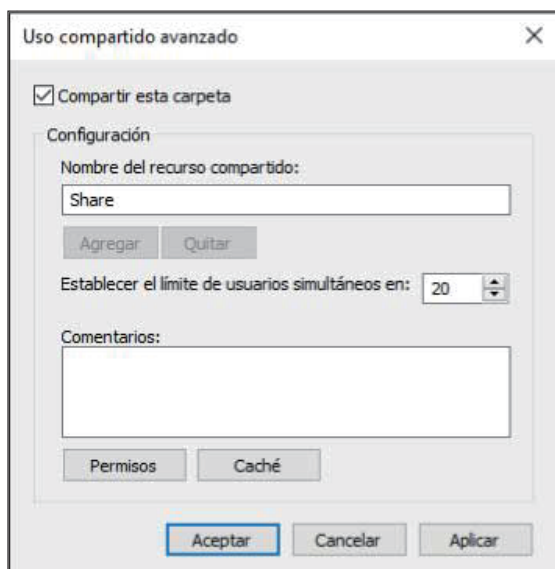 Uso compartido avanzado
Compartir esta carpeta
Configuración
Nombre del recurso compartido:
Share
Agregar Quitar
Establecer el límite de usuarios simultáneos en: 20
Comentarios:
Permisos Caché
Aceptar Cancelar Aplicar